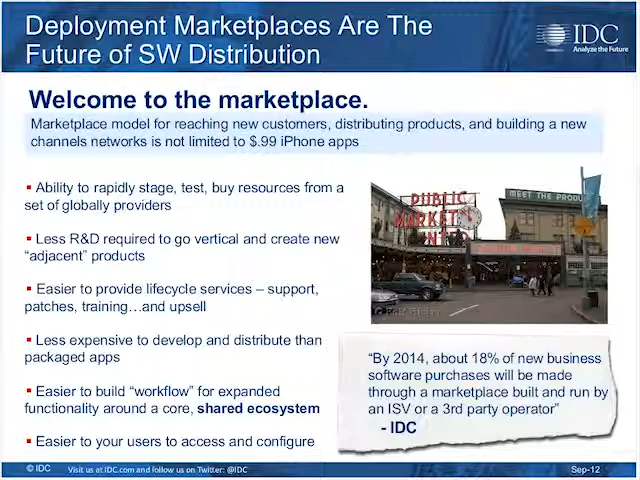 Deployment Marketplaces Are The
Future of SW Distribution
IDC
Analyze the Future
Welcome to the marketplace.
Marketplace model for reaching new customers, distributing products, and building a new
channels networks is not limited to $.99 iPhone apps
▪ Ability to rapidly stage, test, buy resources from a
set of globally providers
▪ Less R&D required to go vertical and create new
“adjacent” products
▪ Easier to provide lifecycle services – support,
patches, training…and upsell
▪ Less expensive to develop and distribute than
packaged apps
▪ Easier to build “workflow” for expanded
functionality around a core, shared ecosystem
▪ Easier to your users to access and configure
PUBLIC
MARKET
MEET THE PRODUCE
“By 2014, about 18% of new business
software purchases will be made
through a marketplace built and run by
an ISV or a 3rd party operator”
- IDC
© IDC Visit us at IDC.com and follow us on Twitter: @IDC
Sep-12